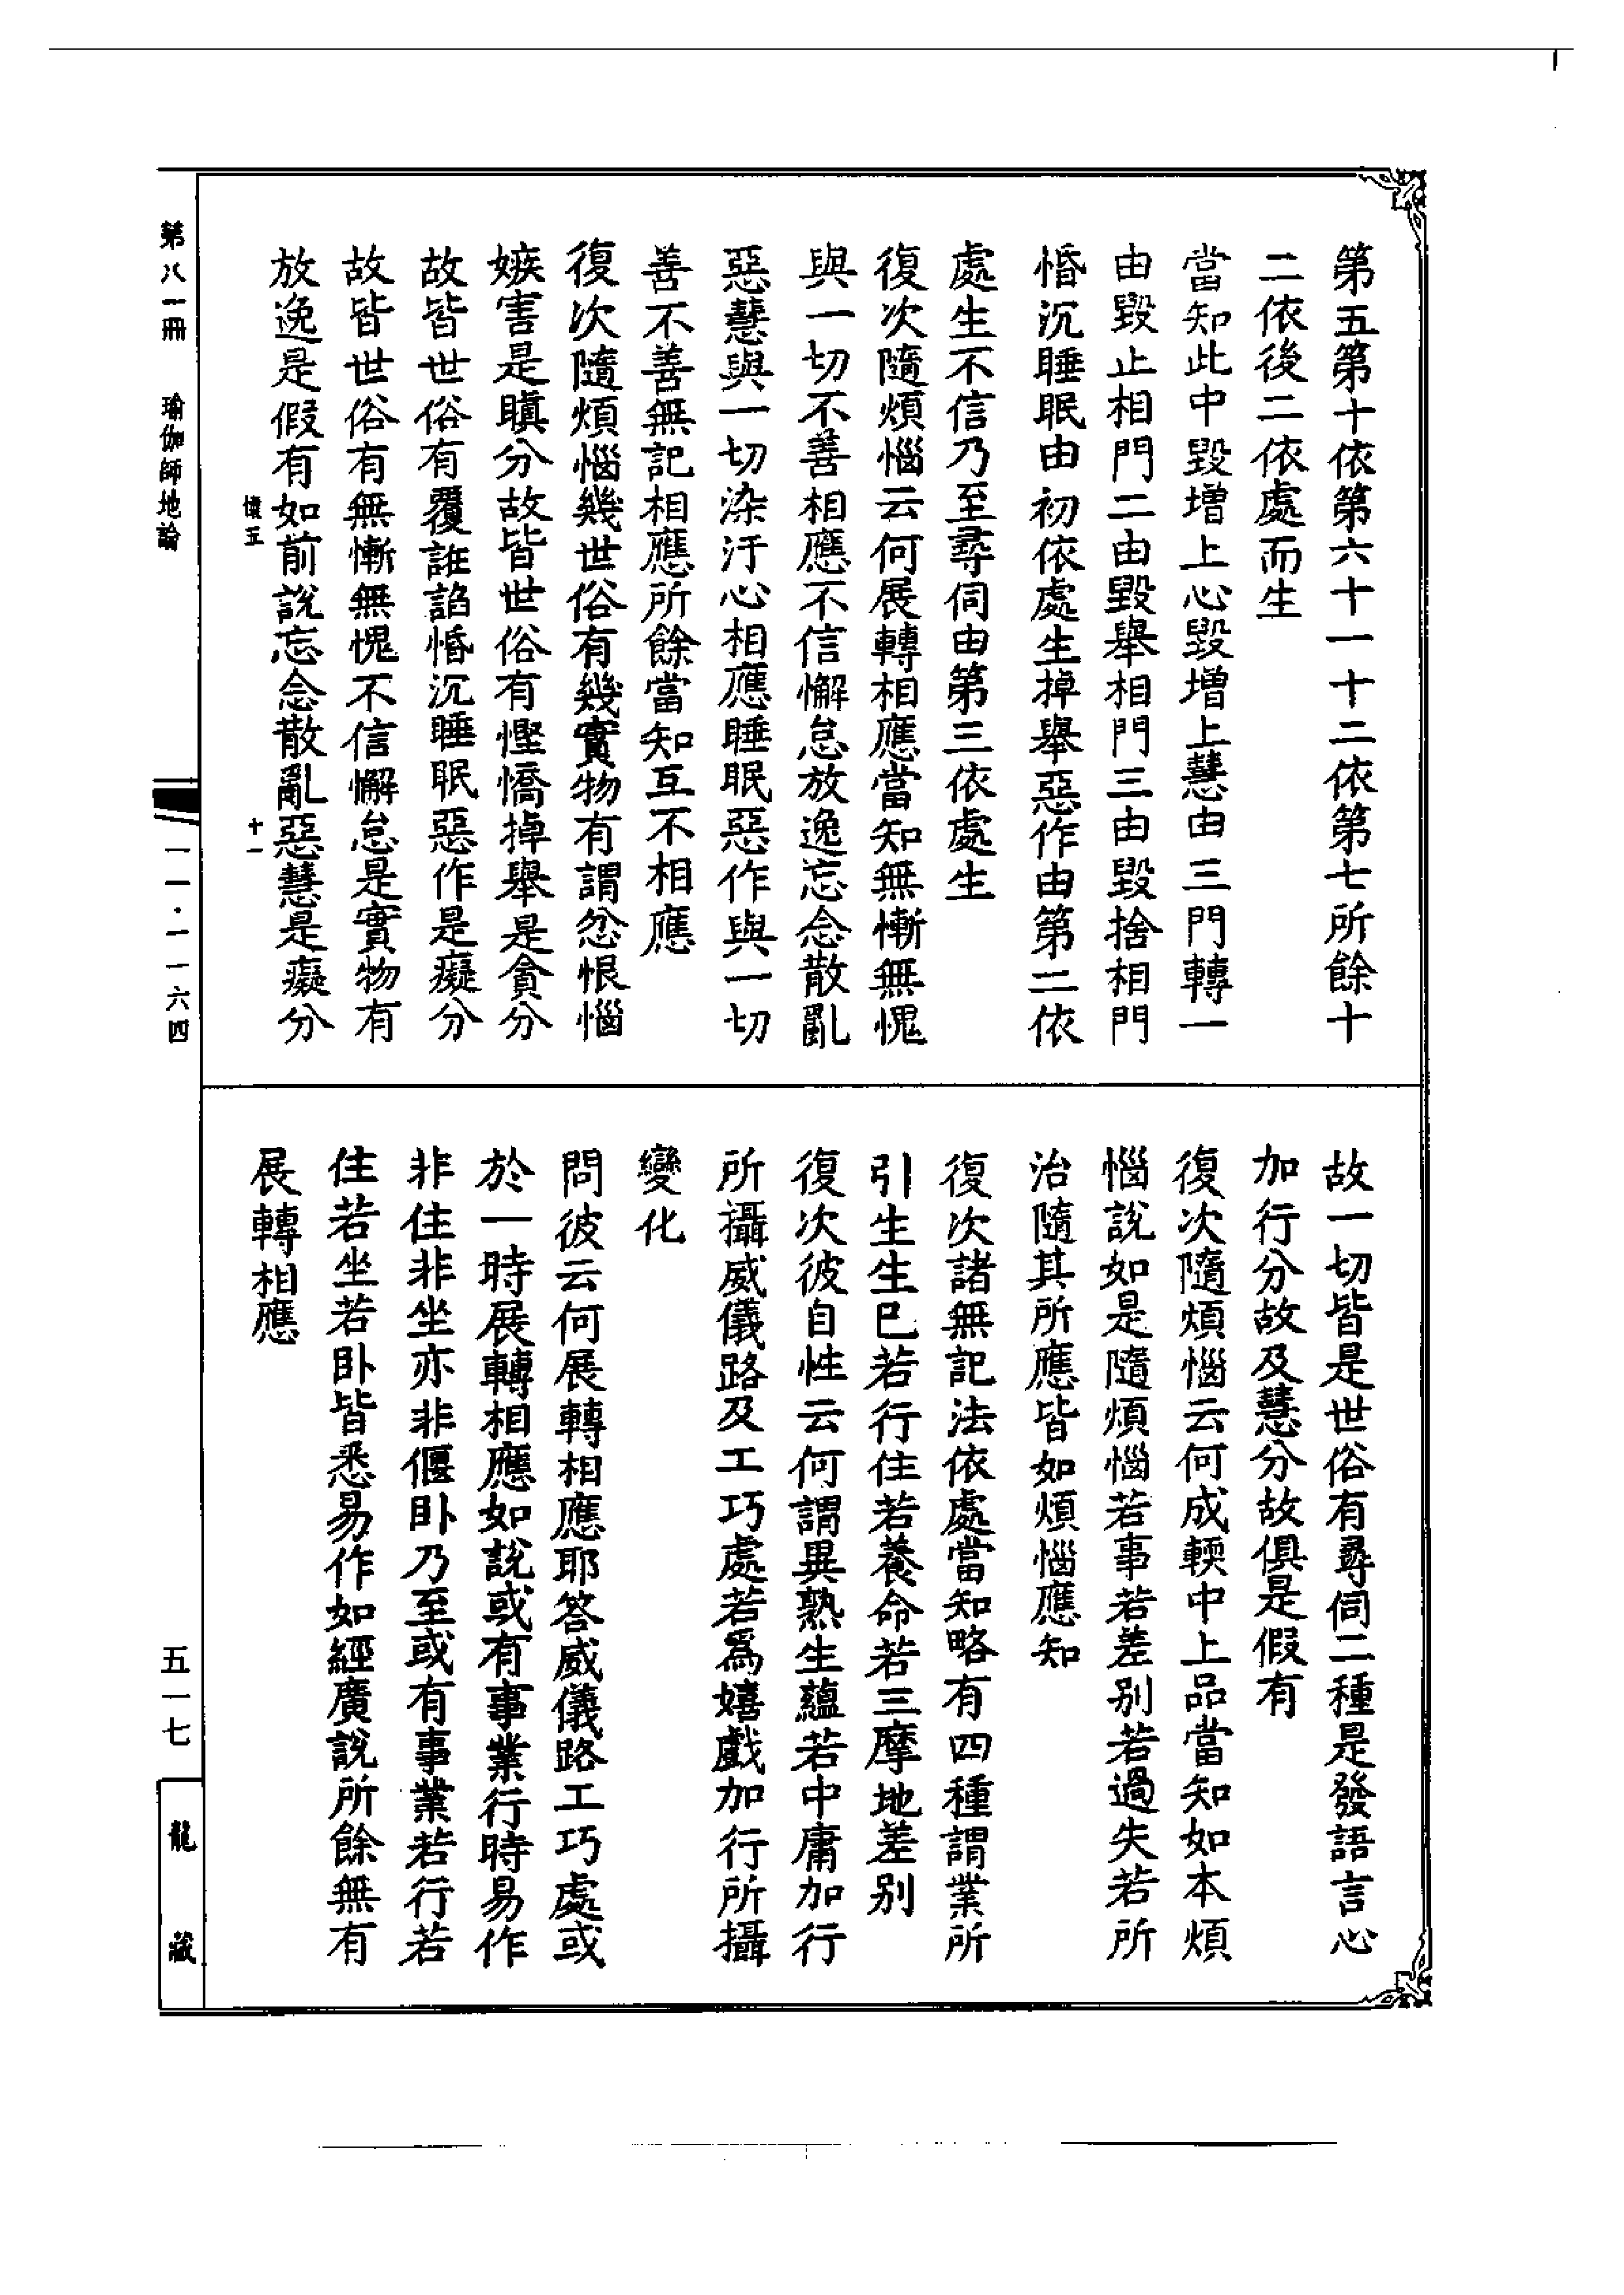 第五第十依第六十一十二依第七所餘十
二依後二依處而生
當知此中毀增上心毀增上慧由三門轉一
由毀止相門二由毀舉相門三由毀捨相門
惛沉睡眠由初依處生掉舉惡作由第二依
處生不信乃至尋伺由第三依處生
復次隨煩惱云何展轉相應當知無慚無愧
與一切不善相應不信懈怠放逸忘念散亂
惡慧與一切染汙心相應睡眠惡作與一切
善不善無記相應所餘當知互不相應
復次隨煩惱幾世俗有幾實物有謂忿恨惱
嫉害是瞋分故皆世俗有慳憍掉舉是貪分
故皆世俗有覆誑諂惛沉睡眠惡作是癡分
故皆世俗有無慚無愧不信懈怠是實物有
放逸是假有如前說忘念散亂惡慧是癡分
懷五 十一
故一切皆是世俗有尋伺二種是發語言心
加行分故及慧分故俱是假有
復次隨煩惱云何成輭中上品當知如本煩
惱說如是隨煩惱若事若差別若過失若所
治隨其所應皆如煩惱應知
復次諸無記法依處當知略有四種謂業所
引生生已若行住若養命若三摩地差別
復次彼自性云何謂異熟生蘊若中庸加行
所攝威儀路及工巧處若爲嬉戲加行所攝
變化
問彼云何展轉相應耶答威儀路工巧處或
於一時展轉相應如說或有事業行時易作
非住非坐亦非偃臥乃至或有事業若行若
住若坐若臥皆悉易作如經廣說所餘無有
展轉相應
第八一冊 瑜伽師地論
一一·一一六四
五一七
龍藏